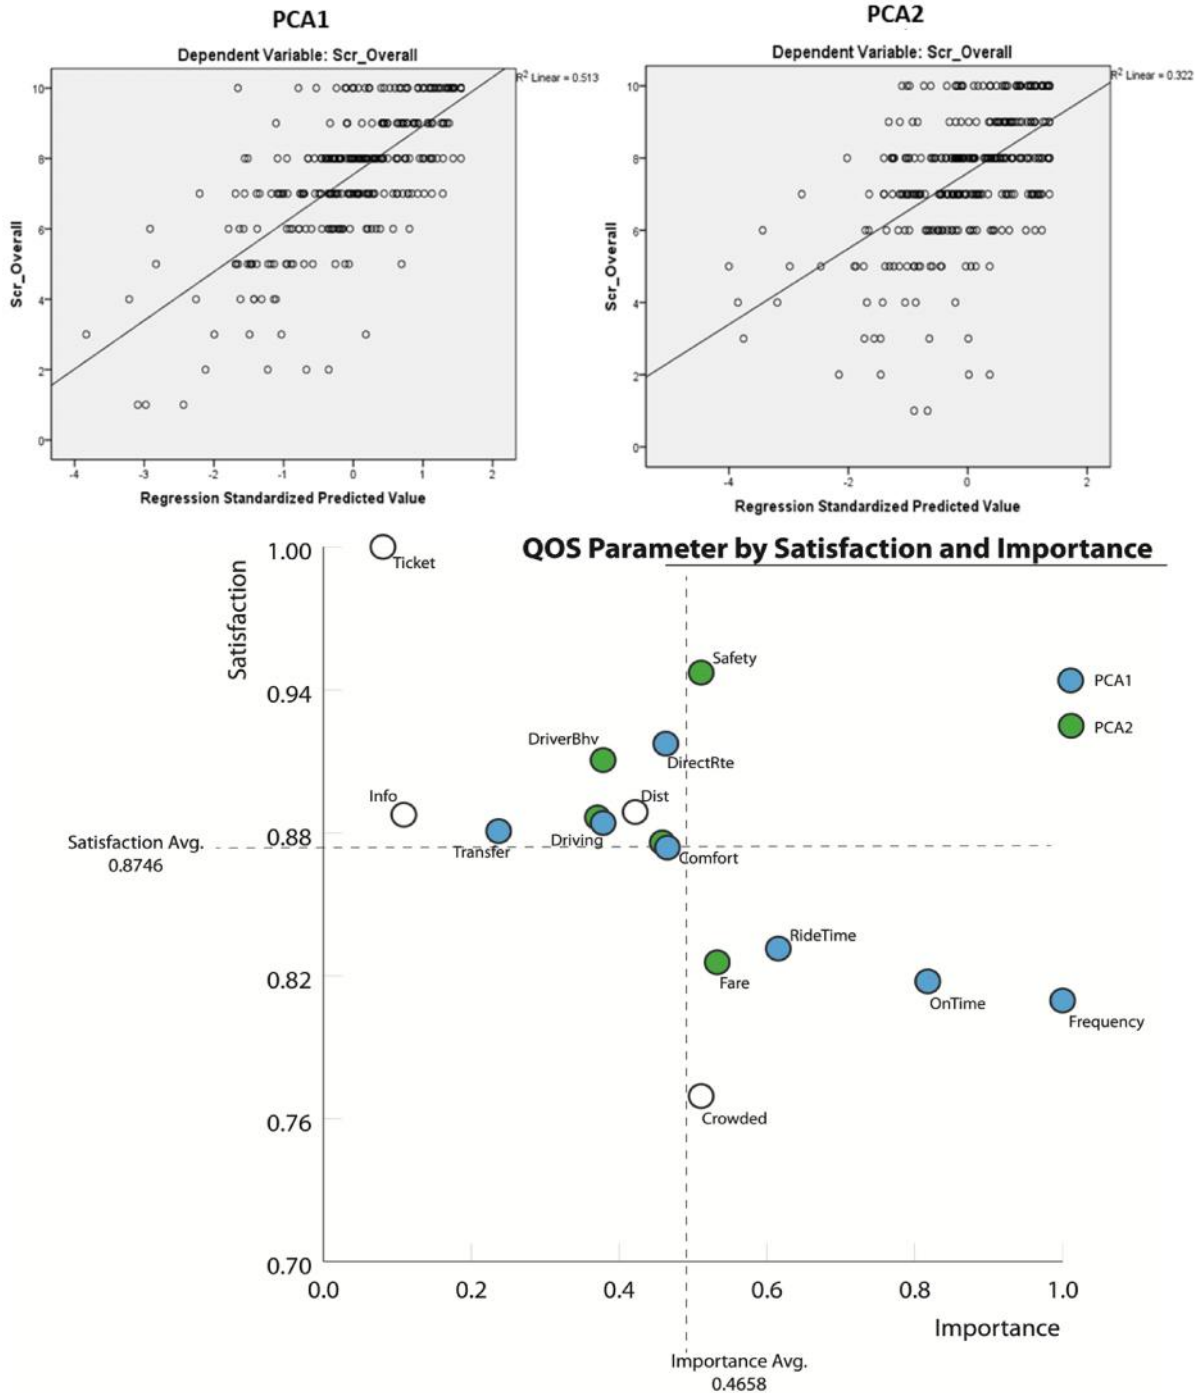 PCA1
Dependent Variable: Scr_Overall
R² Linear = 0.513
10
8
6
4
2
0
Scr_Overall
-4 -3 -2 -1 0 1 2
Regression Standardized Predicted Value
PCA2
Dependent Variable: Scr_Overall
R² Linear = 0.322
10
8
6
4
2
0
Scr_Overall
-4 -2 0 2
Regression Standardized Predicted Value
QOS Parameter by Satisfaction and Importance
Satisfaction
1.00
0.94
0.88
0.82
0.76
0.70
Satisfaction Avg.
0.8746
Ticket
Safety
PCA1
PCA2
DriverBhv
DirectRte
Info
Dist
Transfer
Driving
Comfort
RideTime
Fare
OnTime
Frequency
Crowded
0.0 0.2 0.4 0.6 0.8 1.0
Importance
Importance Avg.
0.4658